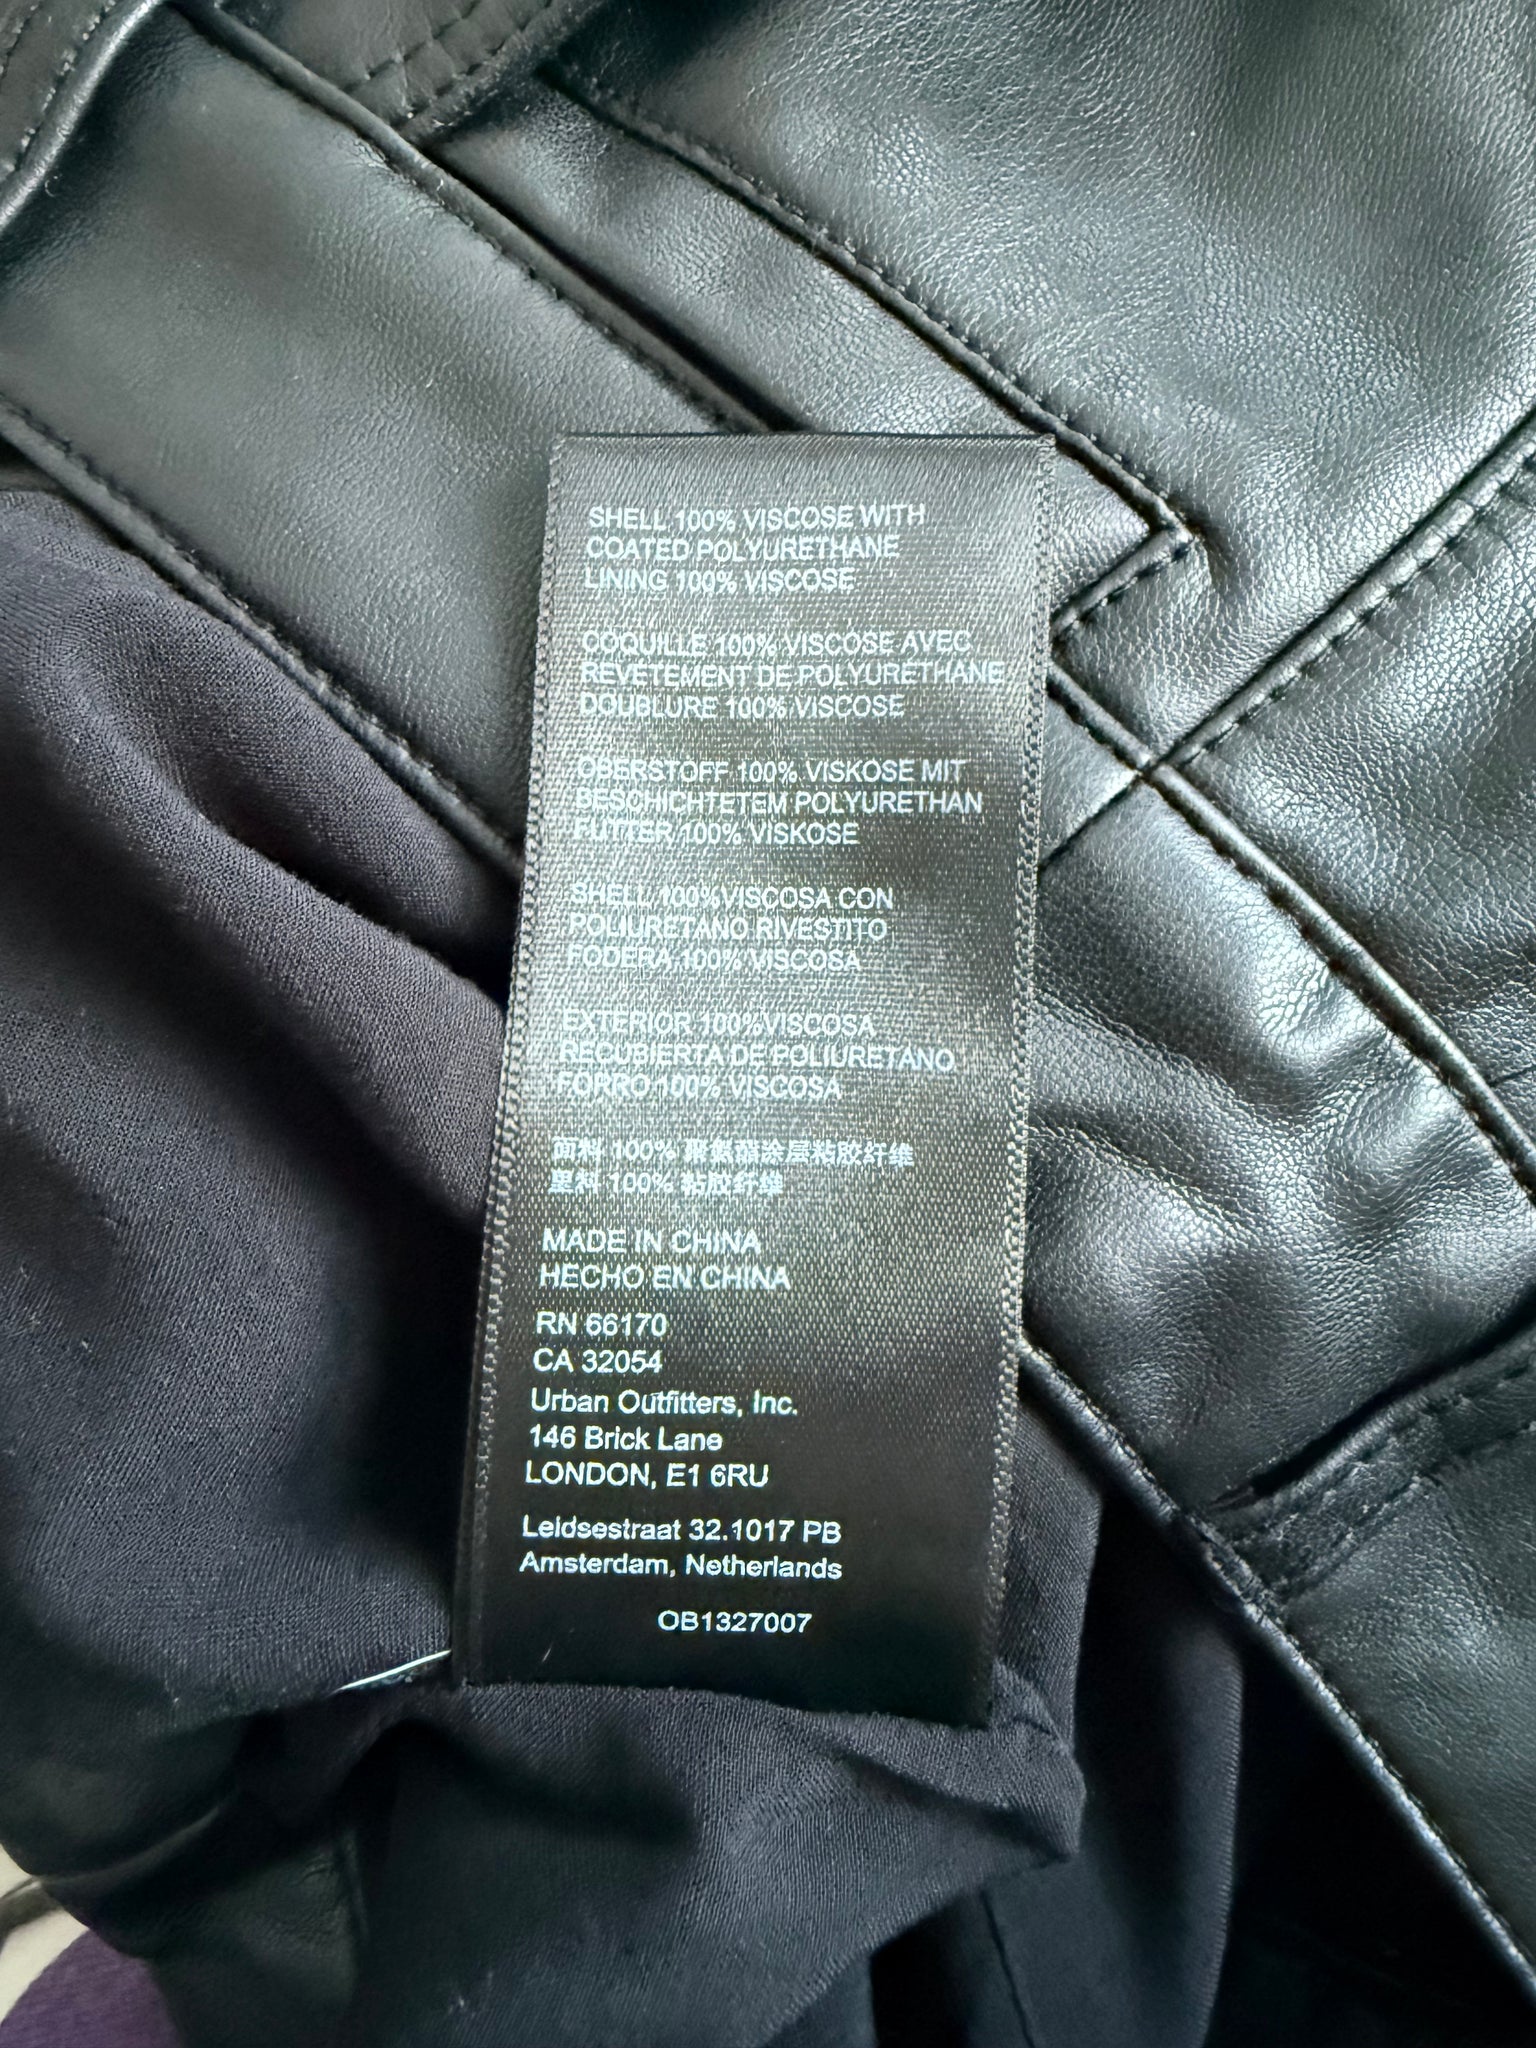 SHELL 100% VISCOSE WITH
COATED POLYURETHANE
LINING 100% VISCOSE
COQUILLE 100% VISCOSE AVEC
REVETEMENT DE POLYURETHANE
DOUBLURE 100% VISCOSE
OBERSTOFF 100% VISKOSE MIT
BESCHICHTETEM POLYURETHAN
FUTTER 100% VISKOSE
SHELL 100%VISCOSA CON
POLIURETANO RIVESTITO
FODERA 100% VISCOSA
EXTERIOR 100%VISCOSA
RECUBIERTA DE POLIURETANO
FORRO 100% VISCOSA
面料 100% 聚氨酯涂层粘胶纤维
里料 100% 粘胶纤维
MADE IN CHINA
HECHO EN CHINA
RN 66170
CA 32054
Urban Outfitters, Inc.
146 Brick Lane
LONDON, E1 6RU
Leidsestraat 32.1017 PB
Amsterdam, Netherlands
OB1327007